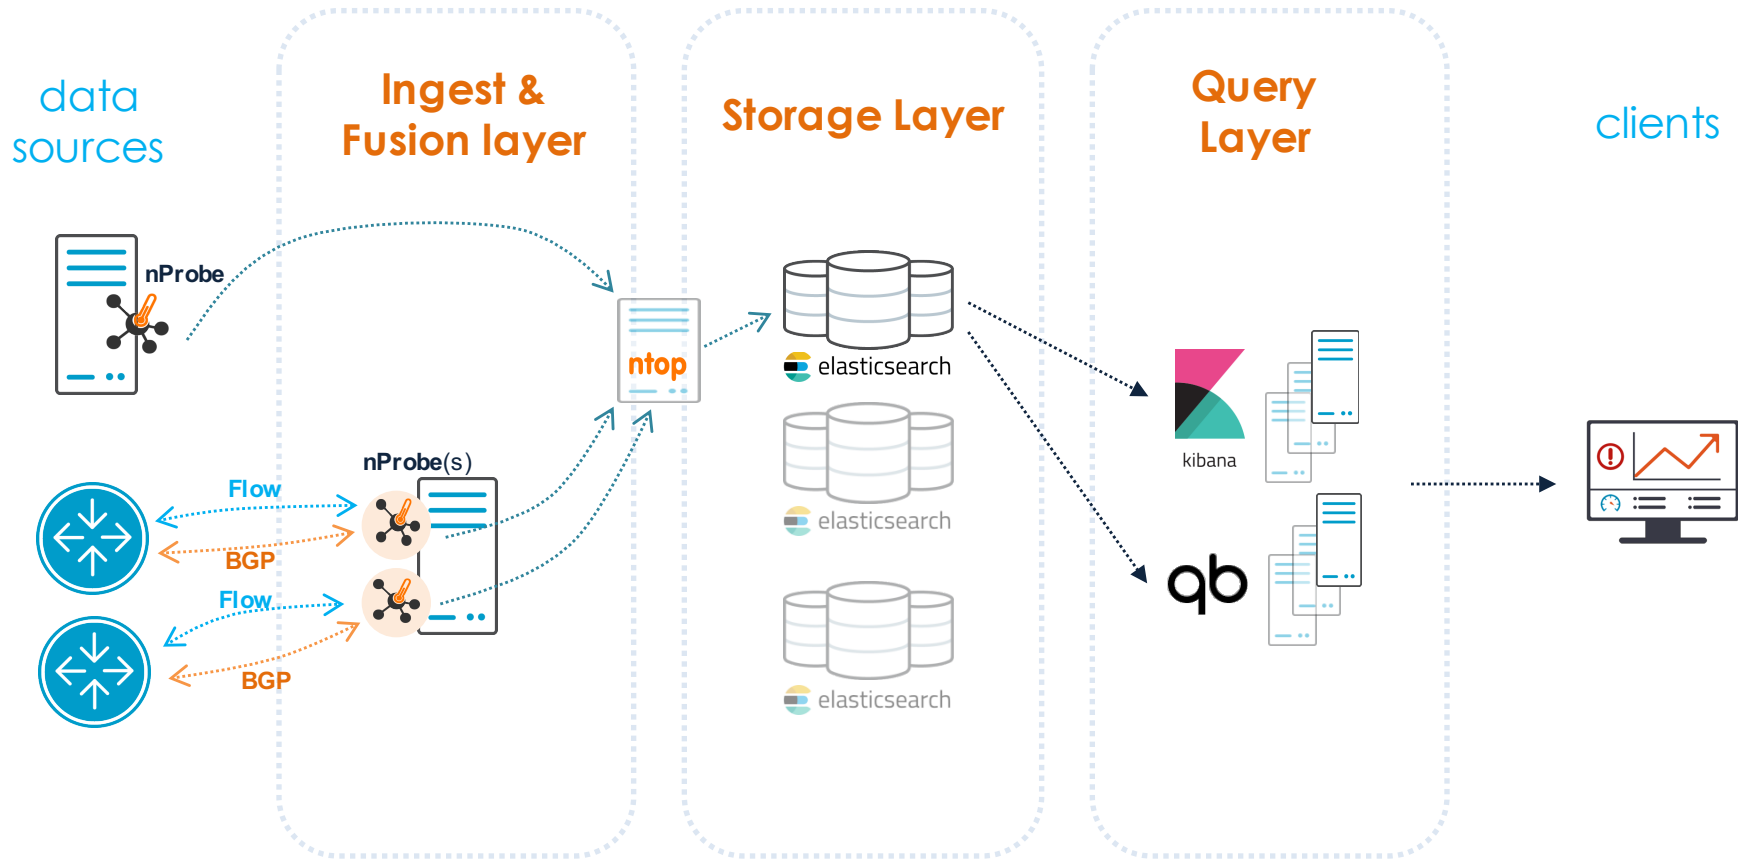 data
sources
Ingest &
Fusion layer
Storage Layer
Query
Layer
clients
nProbe
ntop
elasticsearch
nProbe(s)
Flow
BGP
Flow
BGP
elasticsearch
elasticsearch
kibana
qb